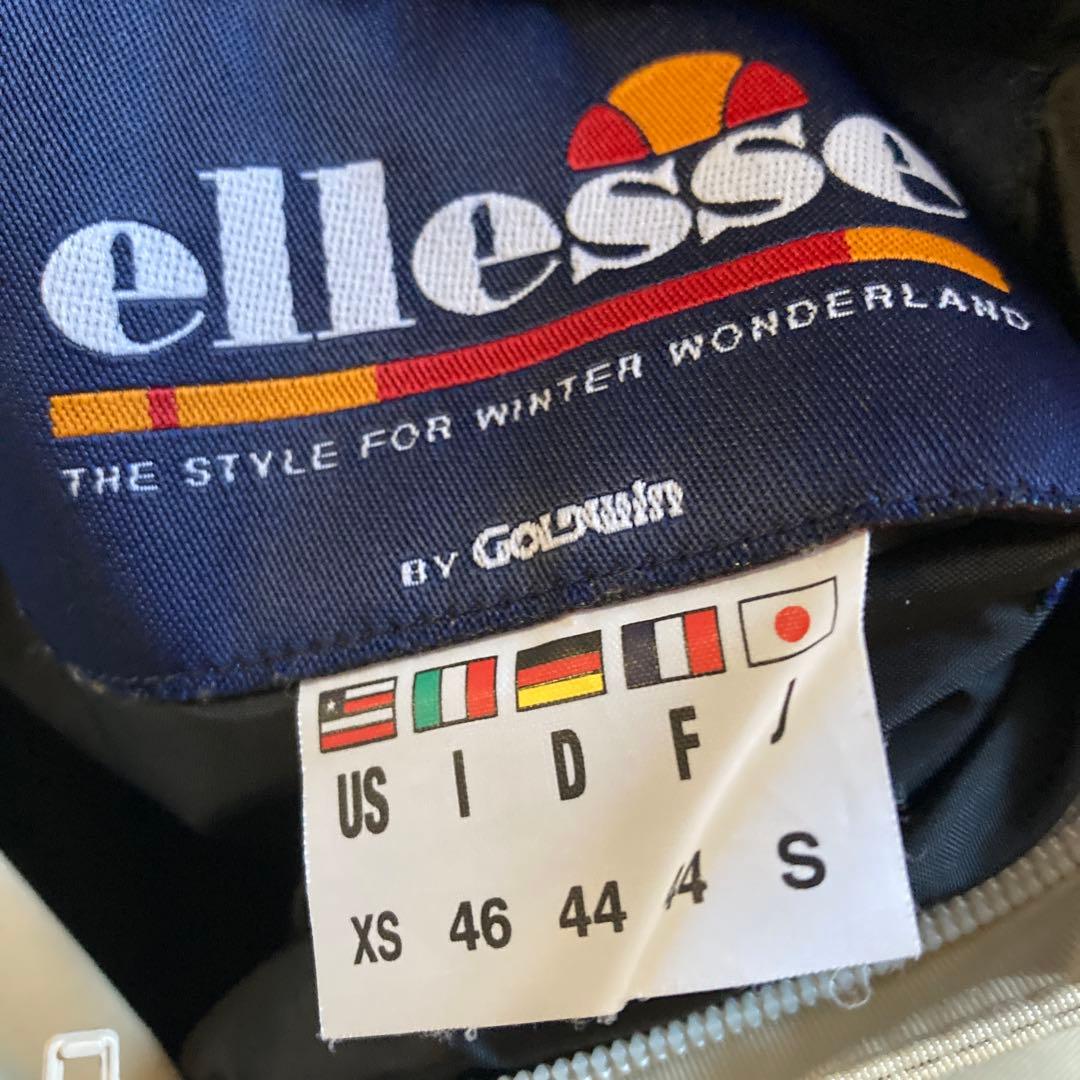 ellesse
THE STYLE FOR WINTER WONDERLAND
BY GOLDWIN
US I D F J
XS 46 44 S